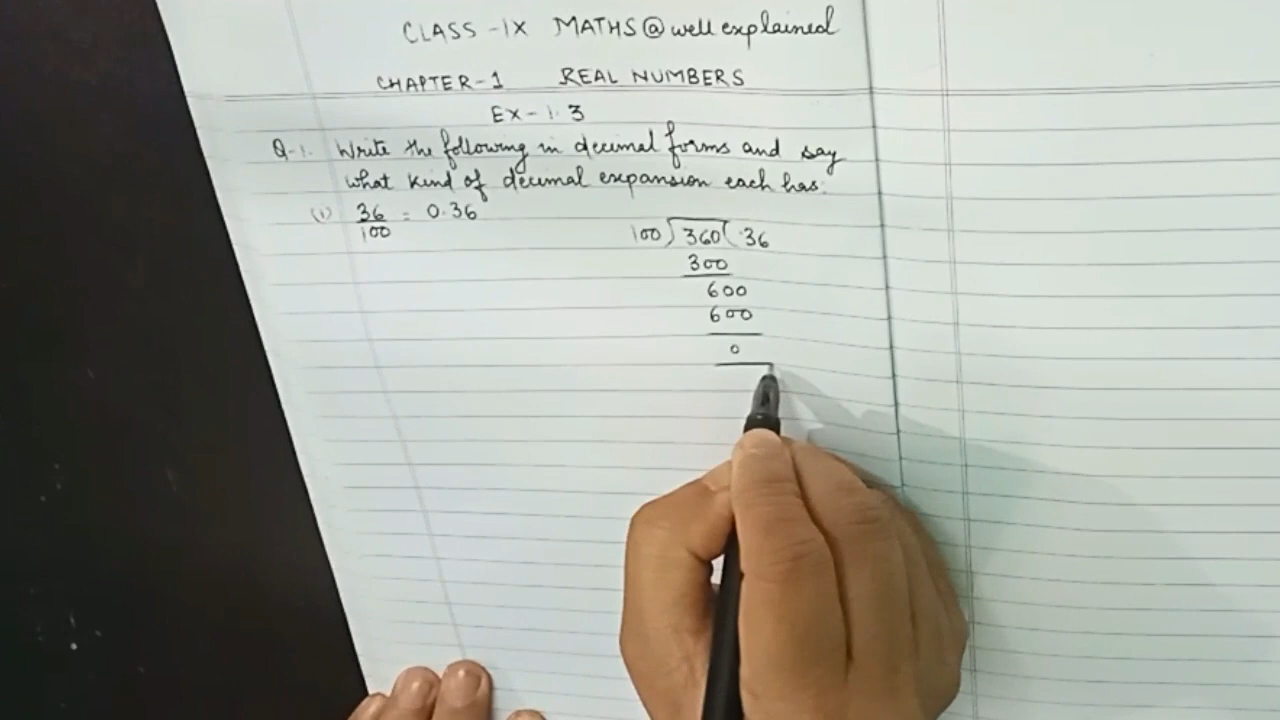 CLASS - IX MATHS @ well explained
CHAPTER - 1 REAL NUMBERS
EX - 1.3
Q-1. Write the following in decimal forms and say
what kind of decimal expansion each has.
(i) 36/100 = 0.36
100 ) 360 ( .36
300
600
600
0